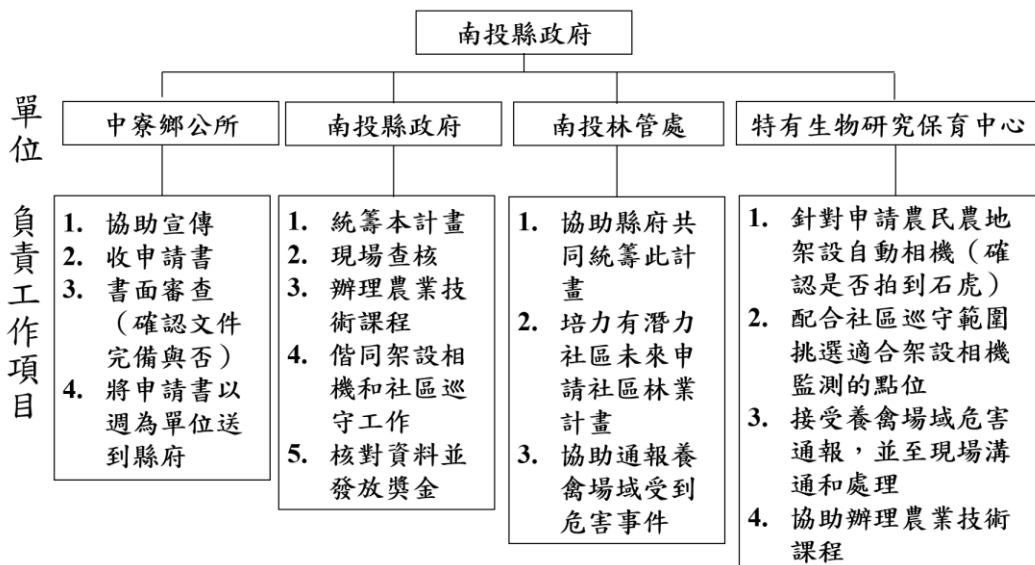 南投縣政府
單位
中寮鄉公所
南投縣政府
南投林管處
特有生物研究保育中心
負責工作項目
1. 協助宣傳
2. 收申請書
3. 書面審查
（確認文件
完備與否）
4. 將申請書以
週為單位送
到縣府
1. 統籌本計畫
2. 現場查核
3. 辦理農業技
術課程
4. 偕同架設相
機和社區巡
守工作
5. 核對資料並
發放獎金
1. 協助縣府共
同統籌此計
畫
2. 培力有潛力
社區未來申
請社區林業
計畫
3. 協助通報養
禽場域受到
危害事件
1. 針對申請農民農地
架設自動相機（確
認是否拍到石虎）
2. 配合社區巡守範圍
挑選適合架設相機
監測的點位
3. 接受養禽場域危害
通報，並至現場溝
通和處理
4. 協助辦理農業技術
課程